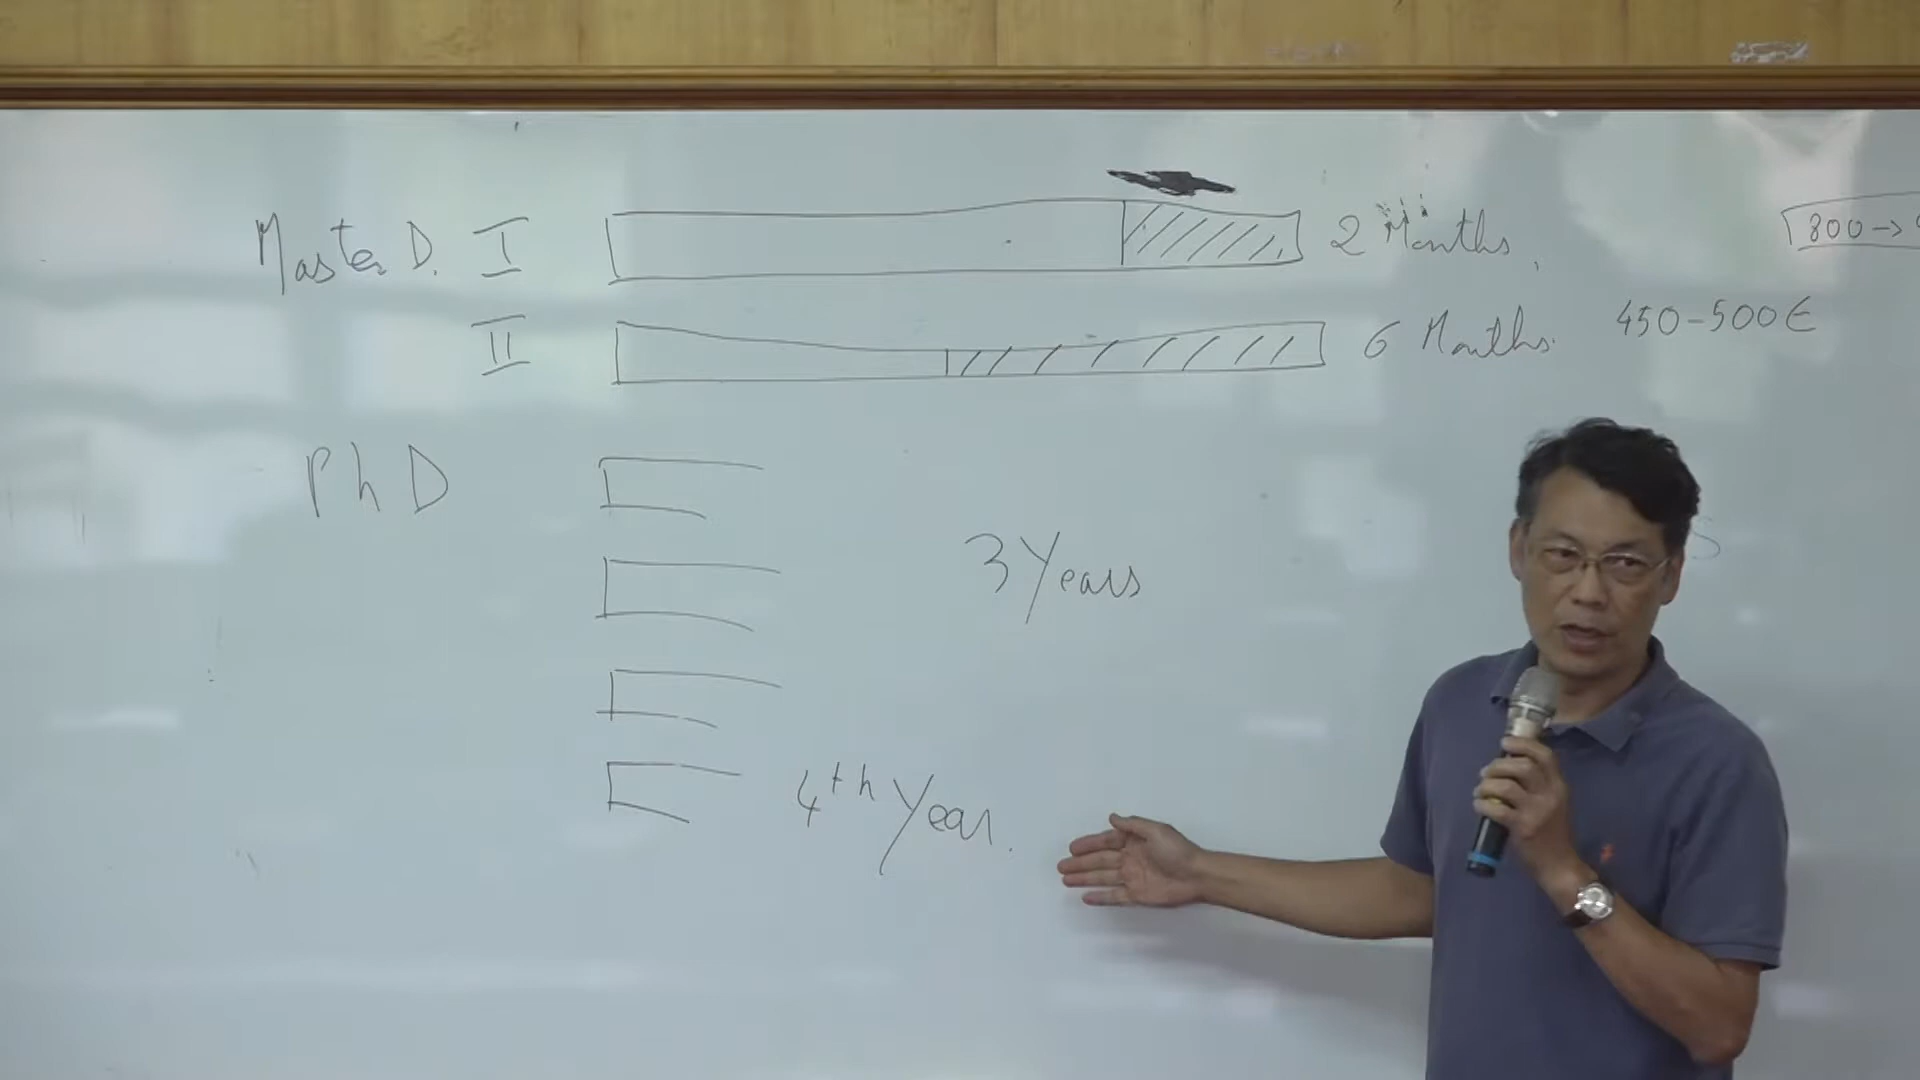 Master D. I 2 Months. 800 →
II 6 Months. 450-500€
PhD
3 Years
4th Year.